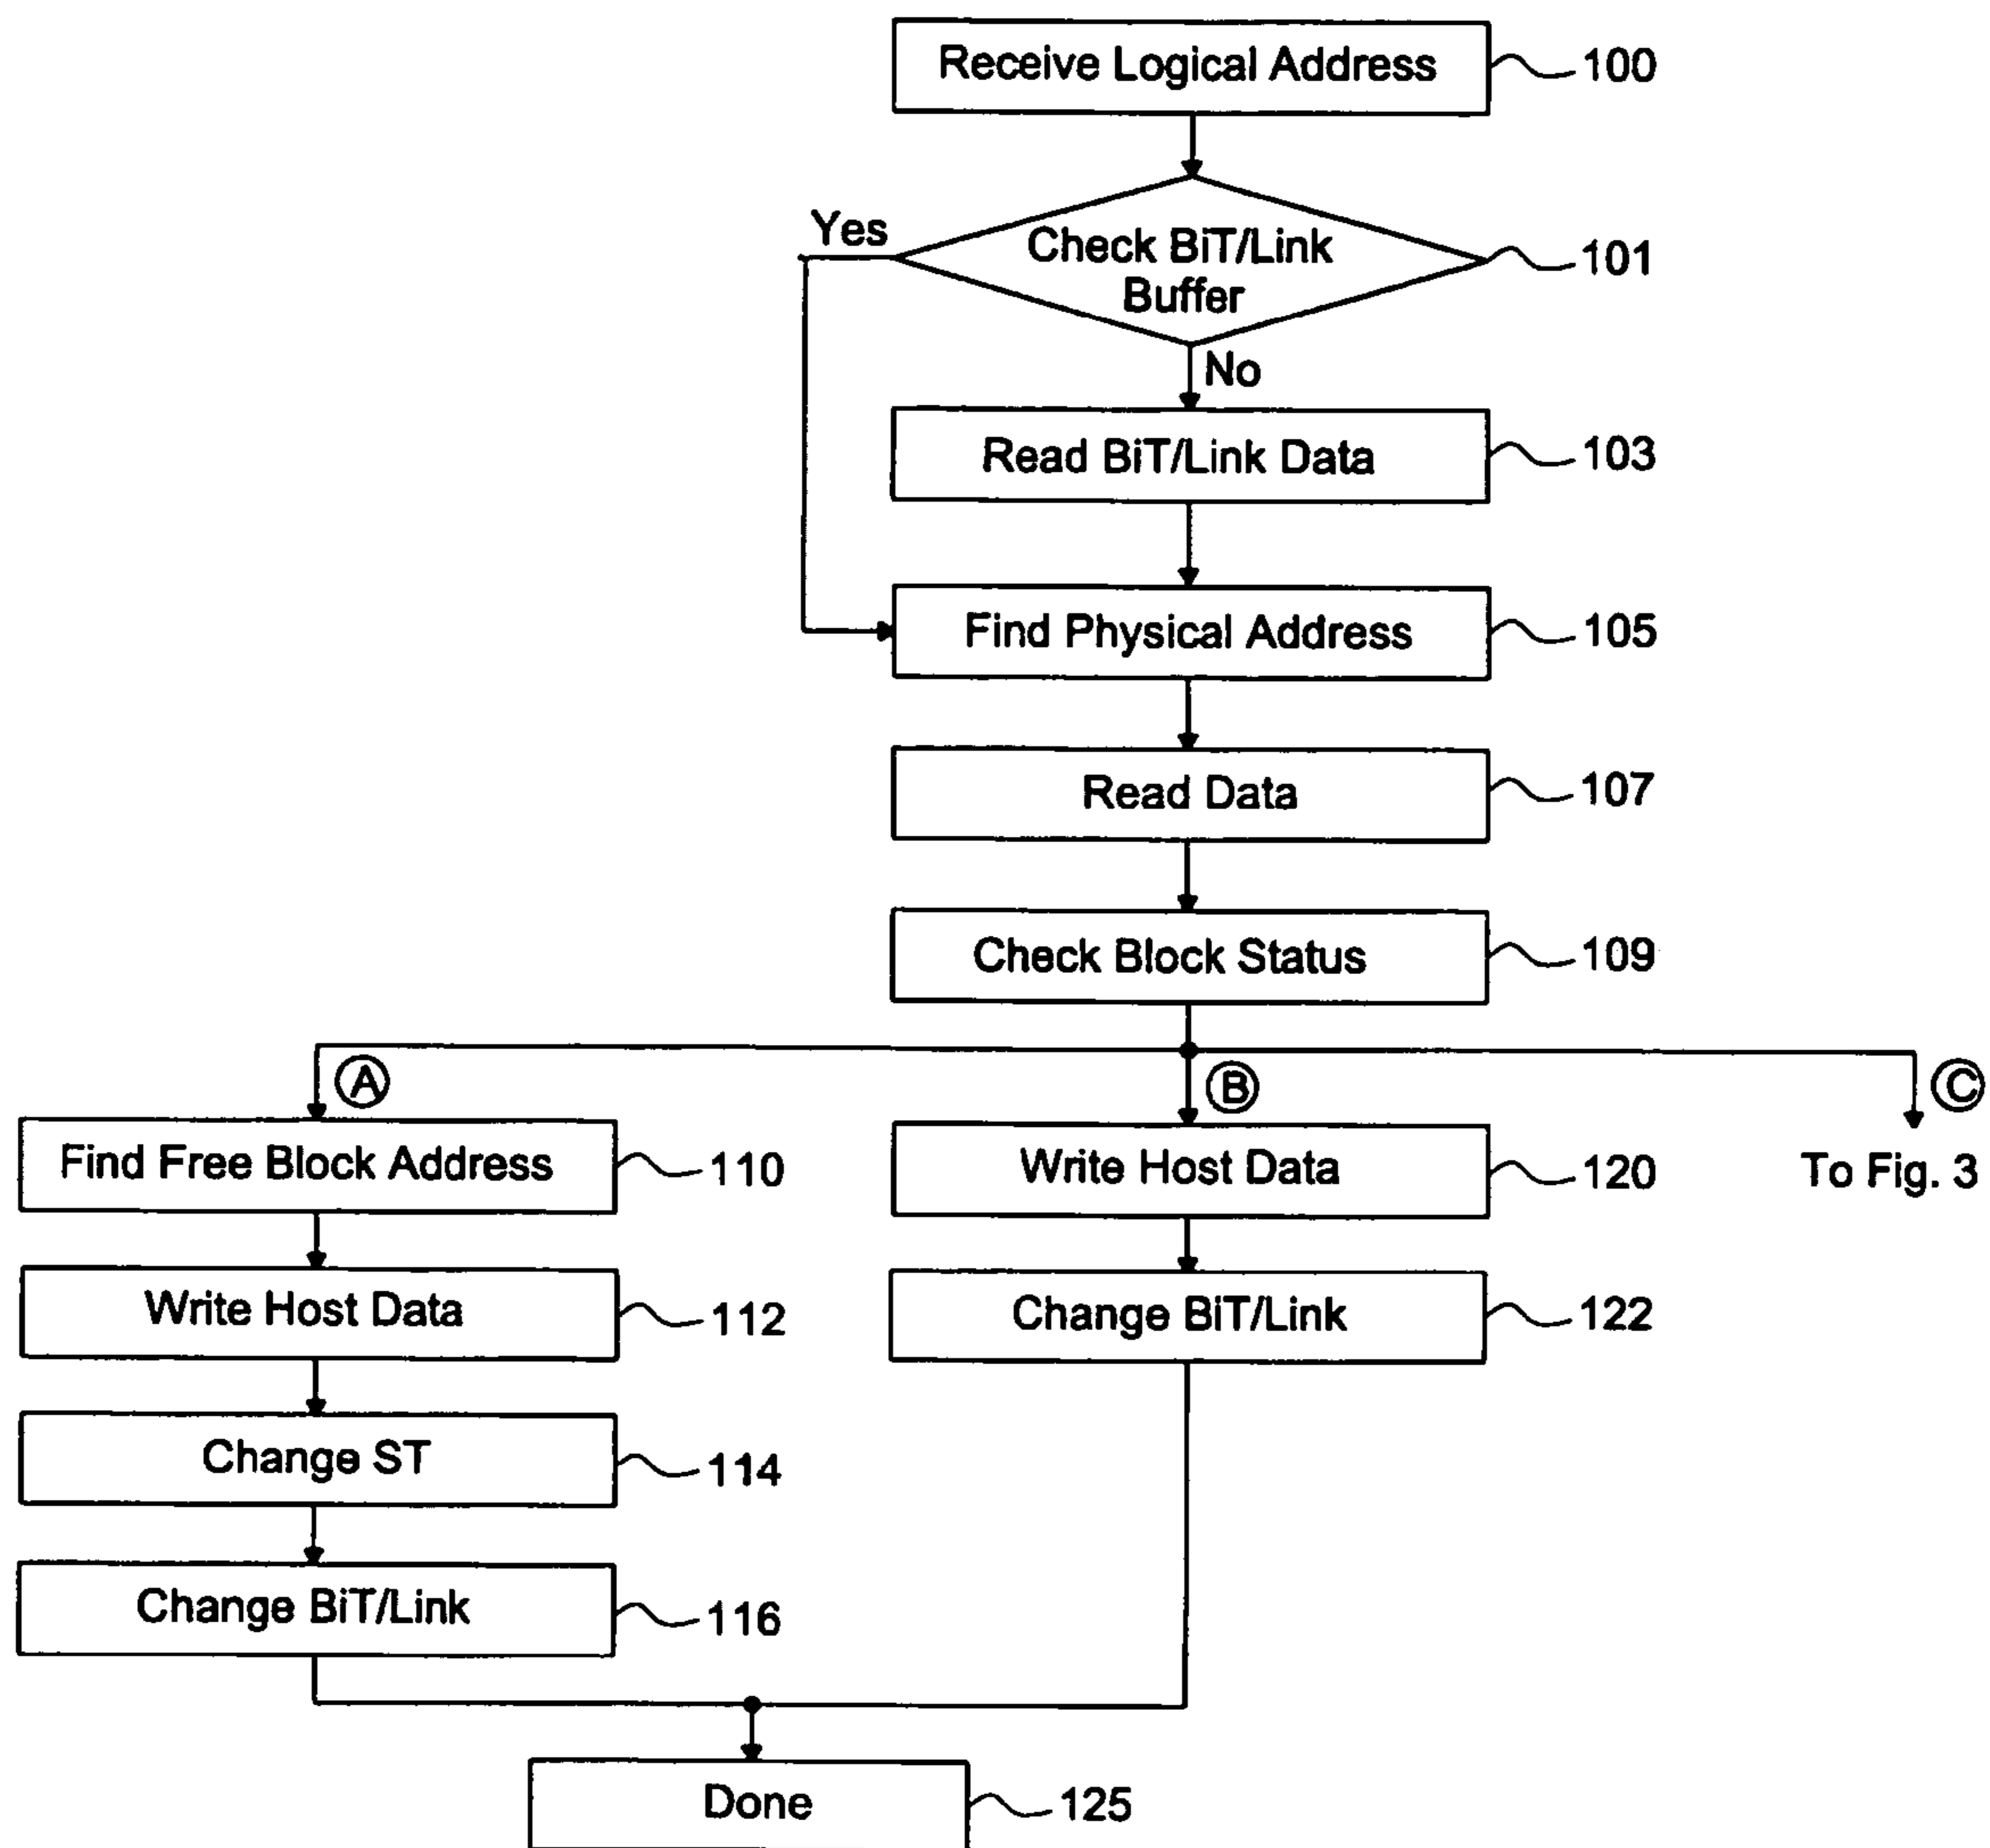 Receive Logical Address
100
Yes
Check BiT/Link
Buffer
101
No
Read BiT/Link Data
103
Find Physical Address
105
Read Data
107
Check Block Status
109
A
B
C
Find Free Block Address
110
Write Host Data
120
To Fig. 3
Write Host Data
112
Change BiT/Link
122
Change ST
114
Change BiT/Link
116
Done
125